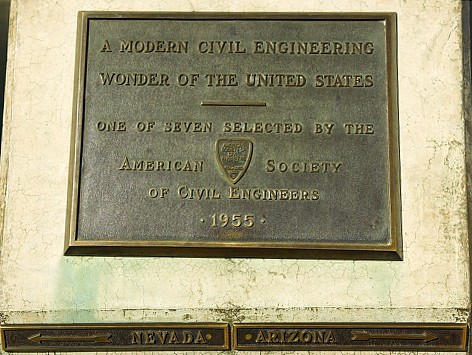 A MODERN CIVIL ENGINEERING
WONDER OF THE UNITED STATES
ONE OF SEVEN SELECTED BY THE
AMERICAN SOCIETY
OF CIVIL ENGINEERS
· 1955 ·
NEVADA · · ARIZONA